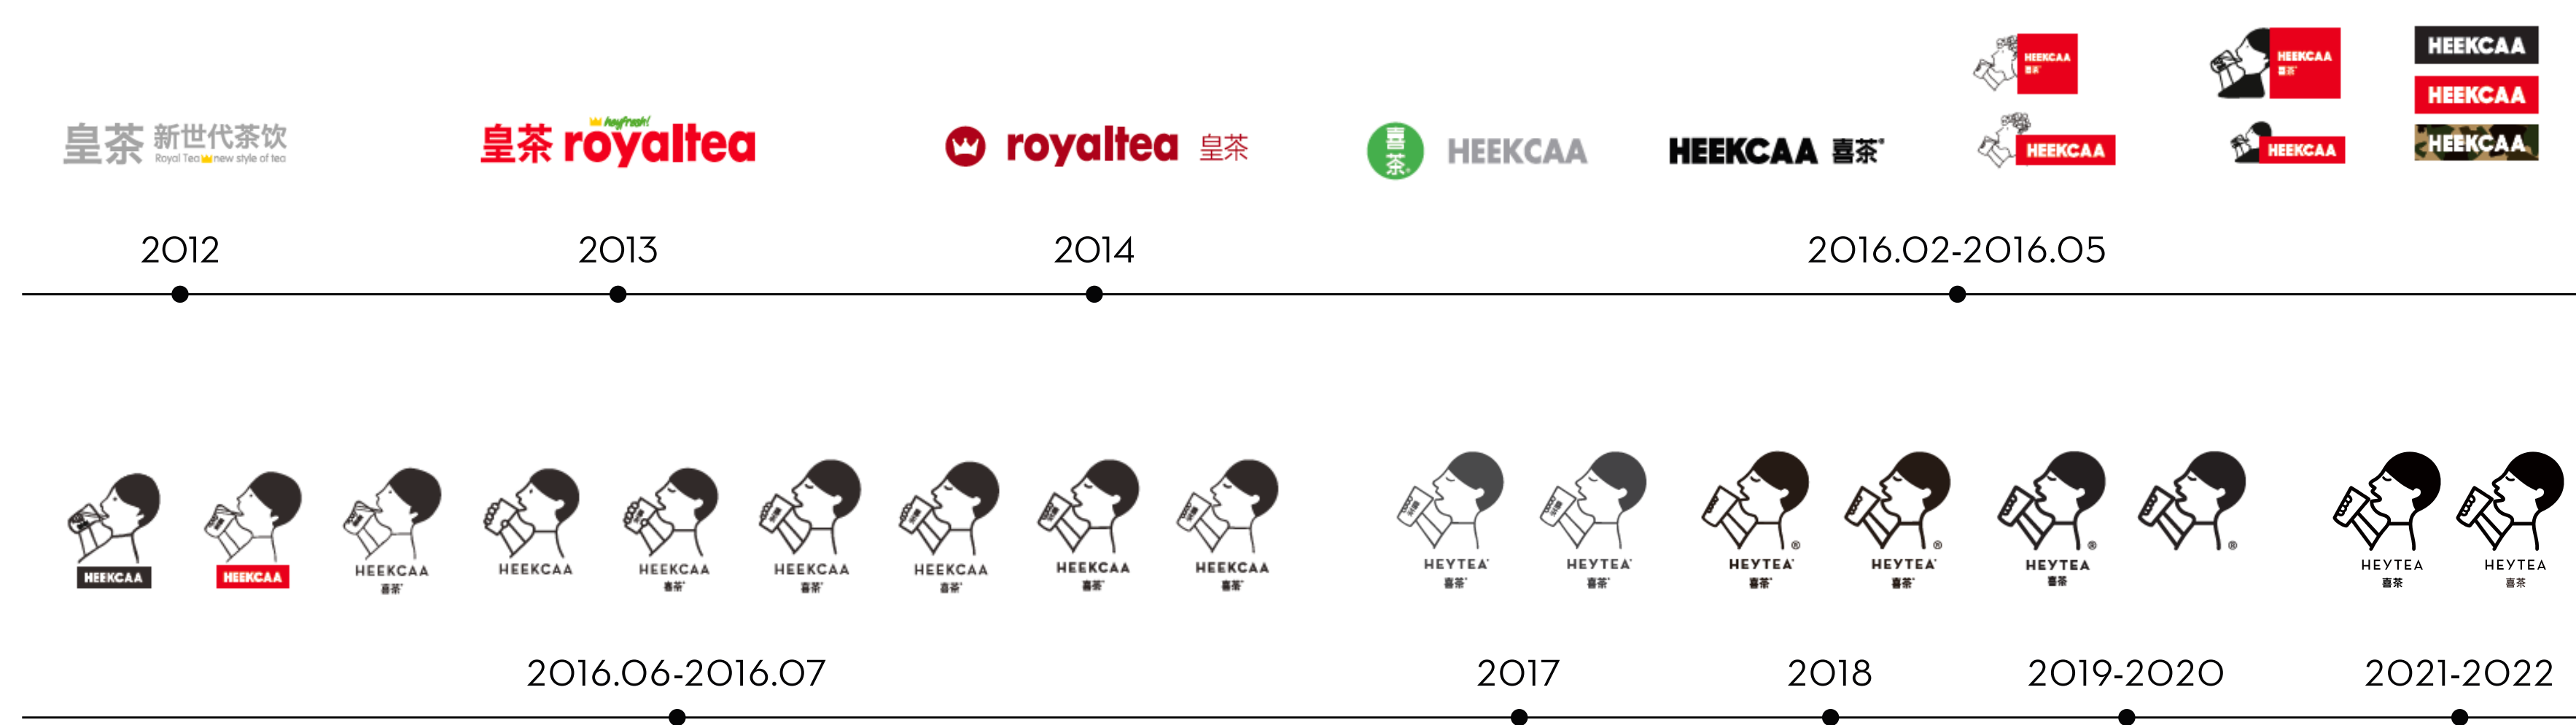 皇茶 新世代茶饮
Royal Tea new style of tea
皇茶 heyfresh! royaltea
royaltea 皇茶
喜茶® HEEKCAA
HEEKCAA 喜茶®
HEEKCAA
喜茶
HEEKCAA
HEEKCAA
喜茶
HEEKCAA
HEEKCAA
HEEKCAA
HEEKCAA
2012
2013
2014
2016.02-2016.05
HEEKCAA
HEEKCAA
HEEKCAA
喜茶
HEEKCAA
HEEKCAA
喜茶
HEEKCAA
喜茶
HEEKCAA
喜茶
HEEKCAA
喜茶
HEEKCAA
喜茶
HEYTEA
喜茶
HEYTEA
喜茶
®
HEYTEA
喜茶
®
HEYTEA
喜茶
®
HEYTEA
喜茶
®
HEYTEA
喜茶
HEYTEA
喜茶
2016.06-2016.07
2017
2018
2019-2020
2021-2022